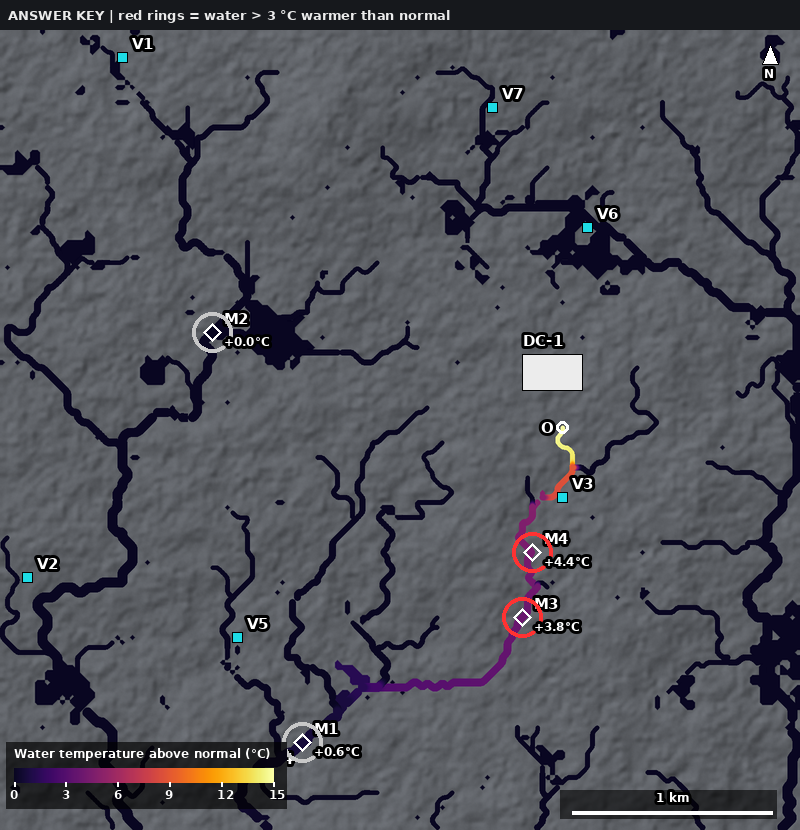 ANSWER KEY | red rings = water > 3 °C warmer than normal
V1
N
V7
V6
M2
+0.0°C
DC-1
O
V3
M4
+4.4°C
V2
M3
+3.8°C
V5
M1
+0.6°C
Water temperature above normal (°C)
0 3 6 9 12 15
1 km